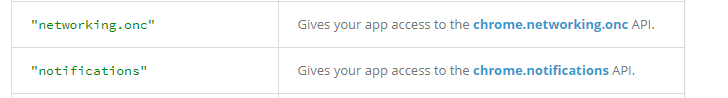 "networking.onc" Gives your app access to the chrome.networking.onc API.
"notifications" Gives your app access to the chrome.notifications API.